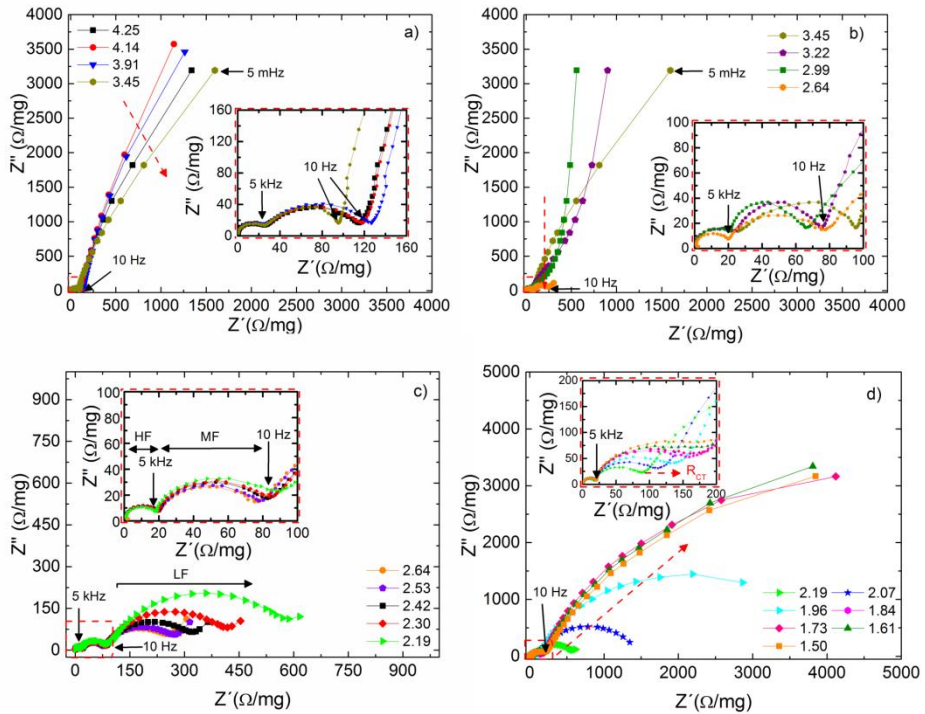 a)
4.25
4.14
3.91
3.45
5 mHz
10 Hz
Z'' (Ω/mg)
Z´(Ω/mg)
4000
3500
3000
2500
2000
1500
1000
500
0
0 500 1000 1500 2000 2500 3000 3500 4000
160
120
80
40
0
0 40 80 120 160
5 kHz
10 Hz
Z'' (Ω/mg)
Z´(Ω/mg)
b)
3.45
3.22
2.99
2.64
5 mHz
10 Hz
Z'' (Ω/mg)
Z´(Ω/mg)
4000
3500
3000
2500
2000
1500
1000
500
0
0 500 1000 1500 2000 2500 3000 3500 4000
100
80
60
40
20
0
0 20 40 60 80 100
5 kHz
10 Hz
Z'' (Ω/mg)
Z´(Ω/mg)
c)
900
750
600
450
300
150
0
0 150 300 450 600 750 900
Z'' (Ω/mg)
Z´(Ω/mg)
100
80
60
40
20
0
0 20 40 60 80 100
HF
MF
10 Hz
5 kHz
Z'' (Ω/mg)
Z´(Ω/mg)
LF
5 kHz
10 Hz
2.64
2.53
2.42
2.30
2.19
d)
5000
4000
3000
2000
1000
0
0 1000 2000 3000 4000 5000
Z'' (Ω/mg)
Z´(Ω/mg)
200
150
100
50
0
0 50 100 150 200
5 kHz
RCT
Z'' (Ω/mg)
Z´(Ω/mg)
10 Hz
2.19 2.07
1.96 1.84
1.73 1.61
1.50